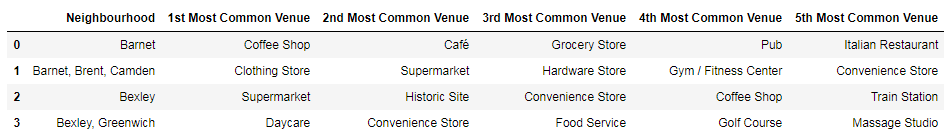 Neighbourhood 1st Most Common Venue 2nd Most Common Venue 3rd Most Common Venue 4th Most Common Venue 5th Most Common Venue
0 Barnet Coffee Shop Café Grocery Store Pub Italian Restaurant
1 Barnet, Brent, Camden Clothing Store Supermarket Hardware Store Gym / Fitness Center Convenience Store
2 Bexley Supermarket Historic Site Convenience Store Coffee Shop Train Station
3 Bexley, Greenwich Daycare Convenience Store Food Service Golf Course Massage Studio